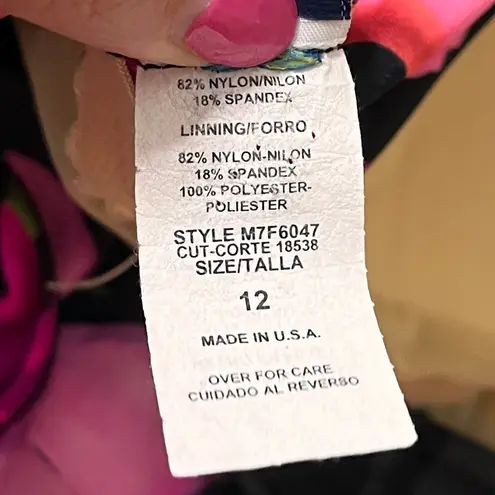 82% NYLON/NILON
18% SPANDEX
LINNING/FORRO
82% NYLON-NILON
18% SPANDEX
100% POLYESTER-
POLIESTER
STYLE M7F6047
CUT-CORTE 18538
SIZE/TALLA
12
MADE IN U.S.A.
OVER FOR CARE
CUIDADO AL REVERSO